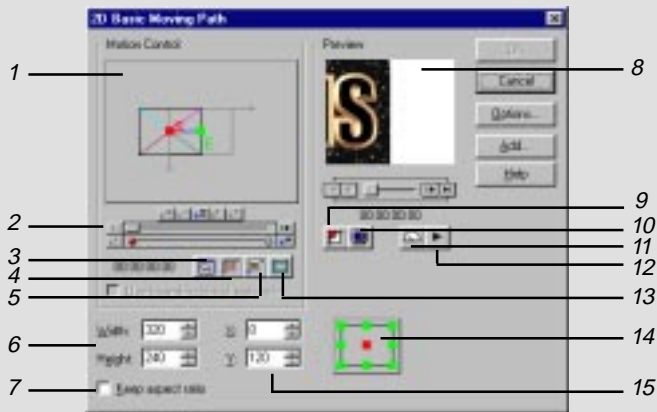 2D Basic Moving Path
Motion Control:
Preview
OK
Cancel
Options...
Add...
Help
00:00:00:00
00:00:00:00
Width: 320
X: 0
Height: 240
Y: 120
Keep aspect ratio
S
E
S
1
2
3
4
5
6
7
8
9
10
11
12
13
14
15